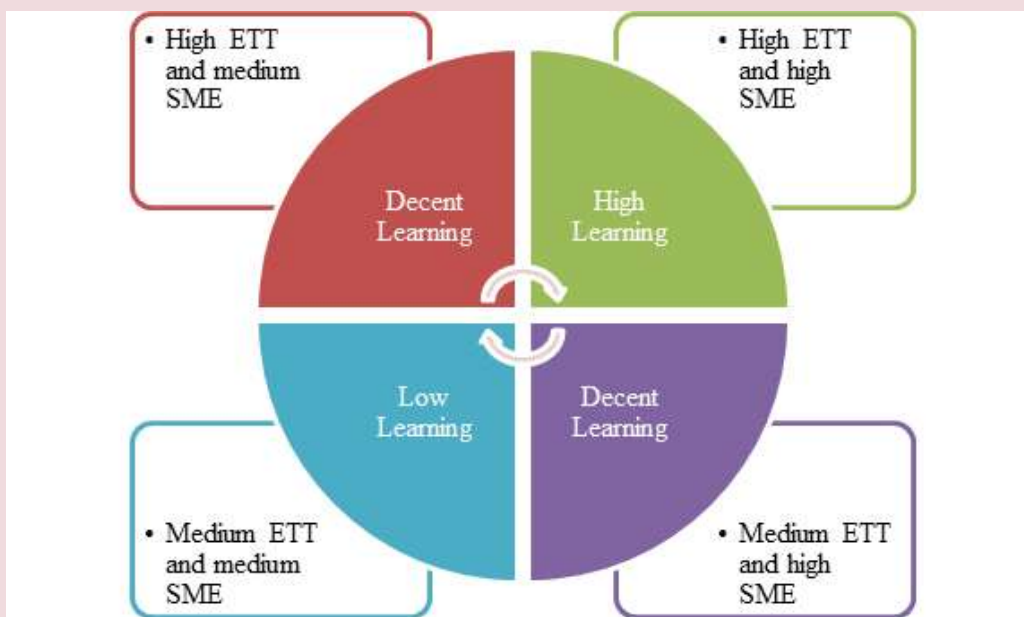 • High ETT
and medium
SME
• High ETT
and high
SME
Decent
Learning
High
Learning
Low
Learning
Decent
Learning
• Medium ETT
and medium
SME
• Medium ETT
and high
SME